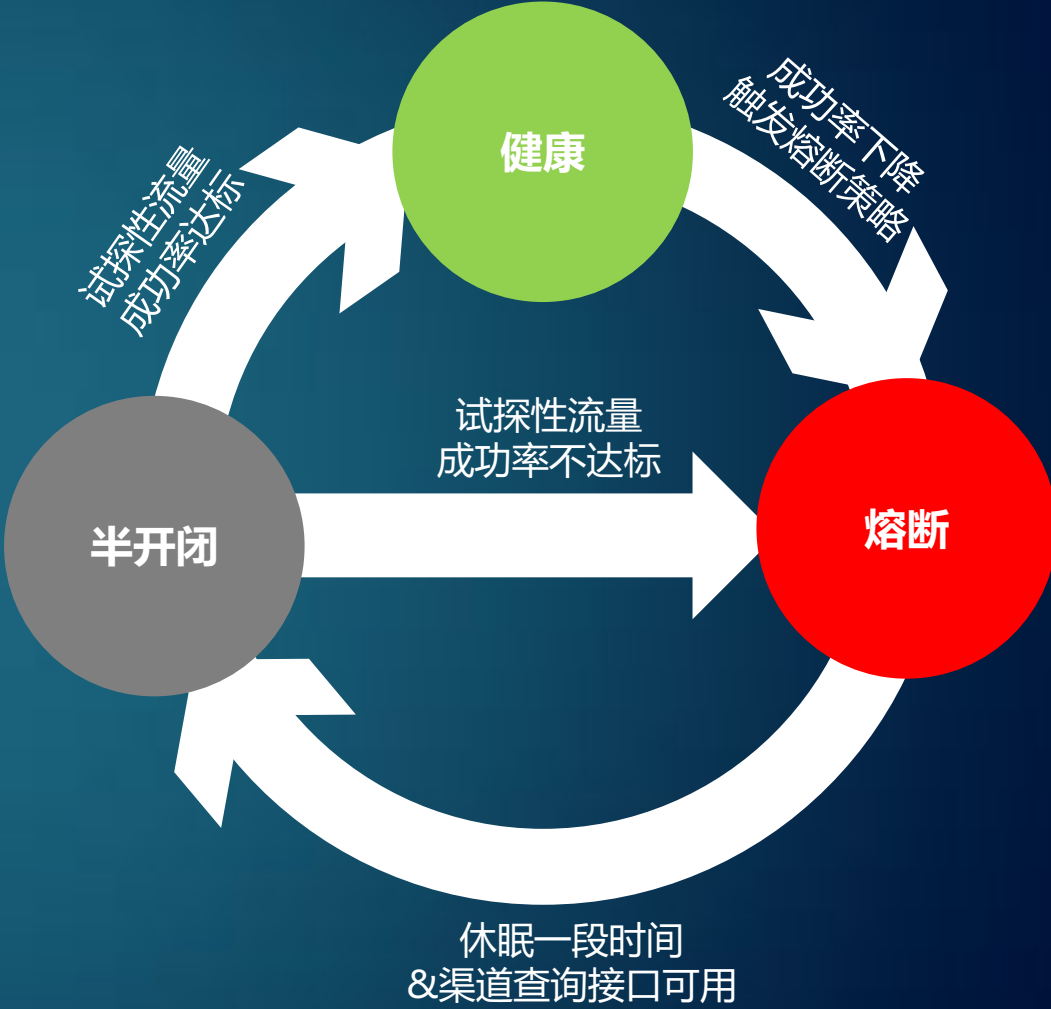 健康
成功率下降
触发熔断策略
试探性流量
成功率达标
试探性流量
成功率不达标
半开闭
熔断
休眠一段时间
&渠道查询接口可用